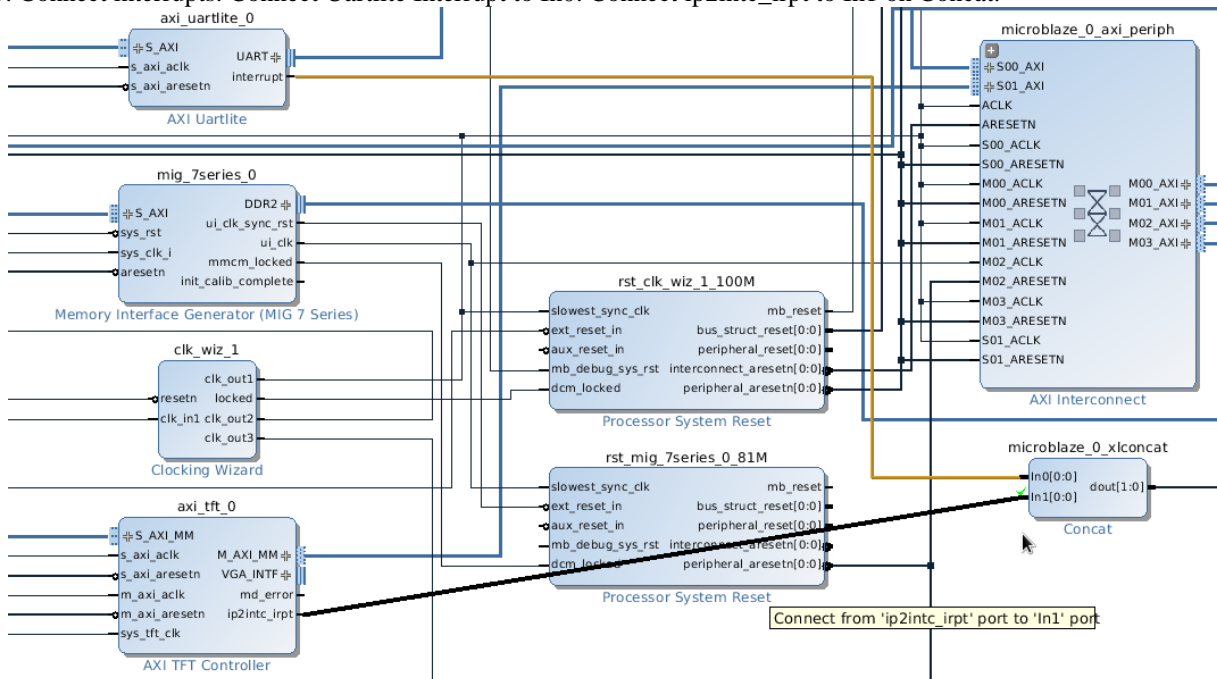 axi_uartlite_0
S_AXI
s_axi_aclk
s_axi_aresetn
UART
interrupt
AXI Uartlite
mig_7series_0
S_AXI
sys_rst
sys_clk_i
aresetn
DDR2
ui_clk_sync_rst
ui_clk
mmcm_locked
init_calib_complete
Memory Interface Generator (MIG 7 Series)
clk_wiz_1
resetn
clk_in1
clk_out1
locked
clk_out2
clk_out3
Clocking Wizard
axi_tft_0
S_AXI_MM
s_axi_aclk
s_axi_aresetn
m_axi_aclk
m_axi_aresetn
sys_tft_clk
M_AXI_MM
VGA_INTF
md_error
ip2intc_irpt
AXI TFT Controller
rst_clk_wiz_1_100M
slowest_sync_clk
ext_reset_in
aux_reset_in
mb_debug_sys_rst
dcm_locked
mb_reset
bus_struct_reset[0:0]
peripheral_reset[0:0]
interconnect_aresetn[0:0]
peripheral_aresetn[0:0]
Processor System Reset
rst_mig_7series_0_81M
slowest_sync_clk
ext_reset_in
aux_reset_in
mb_debug_sys_rst
dcm_locked
mb_reset
bus_struct_reset[0:0]
peripheral_reset[0:0]
interconnect_aresetn[0:0]
peripheral_aresetn[0:0]
Processor System Reset
microblaze_0_axi_periph
S00_AXI
S01_AXI
ACLK
ARESETN
S00_ACLK
S00_ARESETN
M00_ACLK
M00_ARESETN
M01_ACLK
M01_ARESETN
M02_ACLK
M02_ARESETN
M03_ACLK
M03_ARESETN
S01_ACLK
S01_ARESETN
M00_AXI
M01_AXI
M02_AXI
M03_AXI
AXI Interconnect
microblaze_0_xlconcat
In0[0:0]
In1[0:0]
dout[1:0]
Concat
Connect from 'ip2intc_irpt' port to 'In1' port